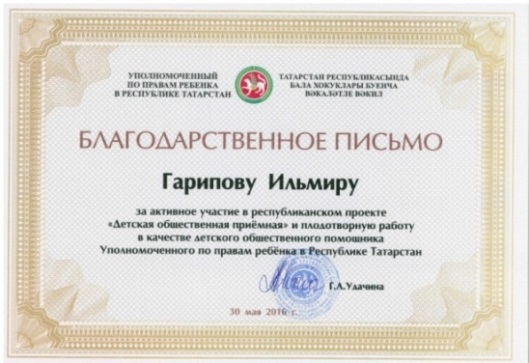 УПОЛНОМОЧЕННЫЙ
ПО ПРАВАМ РЕБЕНКА
В РЕСПУБЛИКЕ ТАТАРСТАН
ТАТАРСТАН РЕСПУБЛИКАСЫНДА
БАЛА ХОКУКЛАРЫ БУЕНЧА
ВӘКАЛӘТЛЕ ВӘКИЛ
БЛАГОДАРСТВЕННОЕ ПИСЬМО
Гарипову Ильмиру
за активное участие в республиканском проекте
«Детская общественная приёмная» и плодотворную работу
в качестве детского общественного помощника
Уполномоченного по правам ребёнка в Республике Татарстан
Г.Л.Удачина
30 мая 2016 г.